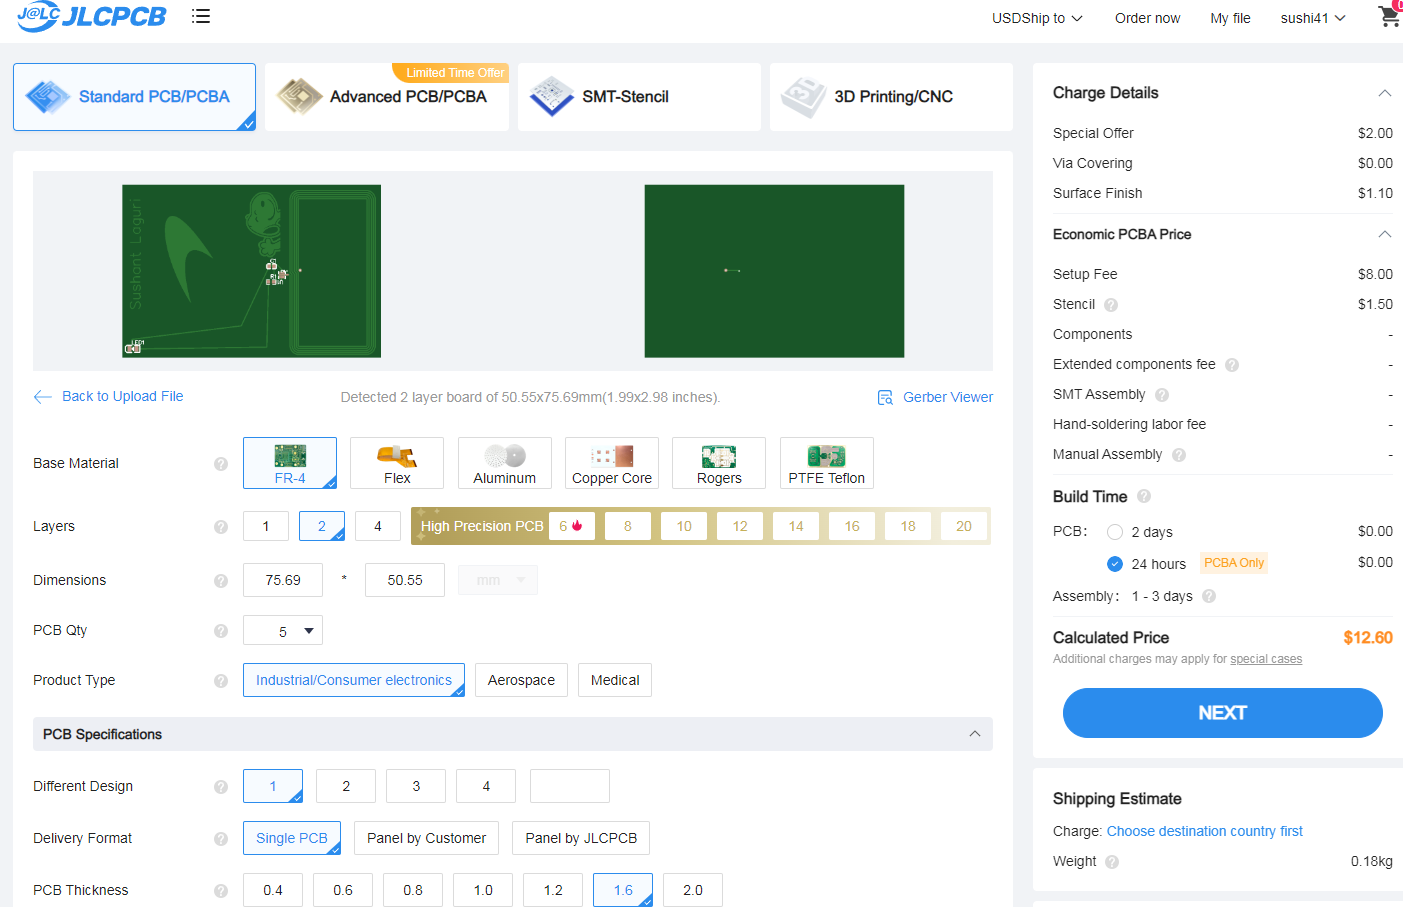 J@LC JLCPCB
USDShip to
Order now
My file
sushi41
0
Standard PCB/PCBA
Limited Time Offer
Advanced PCB/PCBA
SMT-Stencil
3D Printing/CNC
Sushont Loguri
LED1
Back to Upload File
Detected 2 layer board of 50.55x75.69mm(1.99x2.98 inches).
Gerber Viewer
Base Material
?
FR-4
Flex
Aluminum
Copper Core
Rogers
PTFE Teflon
Layers
?
1
2
4
High Precision PCB
6
8
10
12
14
16
18
20
Dimensions
?
75.69
*
50.55
mm
PCB Qty
?
5
Product Type
?
Industrial/Consumer electronics
Aerospace
Medical
PCB Specifications
Different Design
?
1
2
3
4
Delivery Format
?
Single PCB
Panel by Customer
Panel by JLCPCB
PCB Thickness
?
0.4
0.6
0.8
1.0
1.2
1.6
2.0
Charge Details
Special Offer $2.00
Via Covering $0.00
Surface Finish $1.10
Economic PCBA Price
Setup Fee $8.00
Stencil ? $1.50
Components -
Extended components fee ? -
SMT Assembly ? -
Hand-soldering labor fee -
Manual Assembly ? -
Build Time ?
PCB: 2 days $0.00
24 hours PCBA Only $0.00
Assembly: 1 - 3 days ?
Calculated Price $12.60
Additional charges may apply for special cases
NEXT
Shipping Estimate
Charge: Choose destination country first
Weight ? 0.18kg